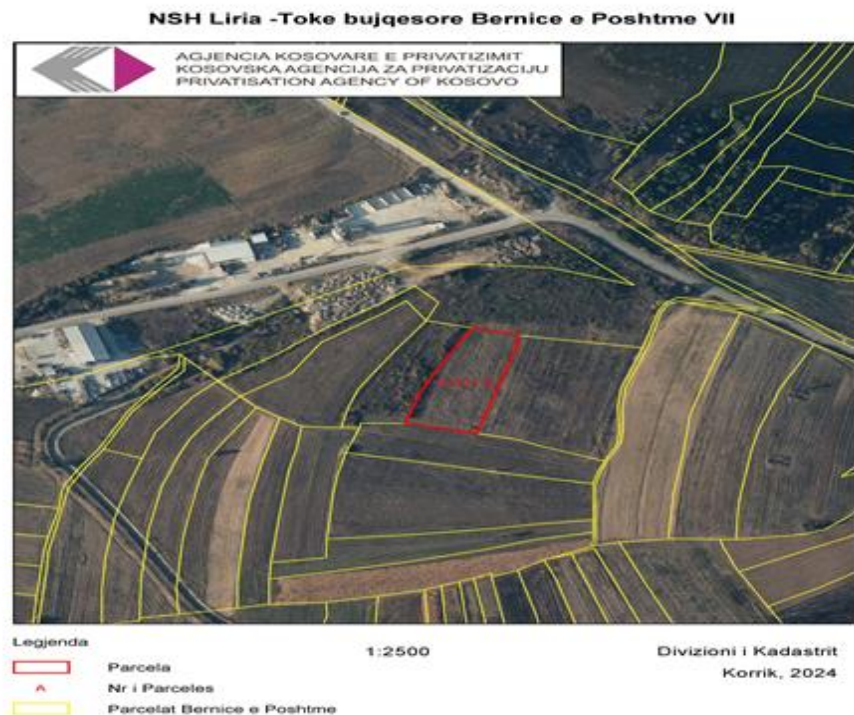 NSH Liria -Toke bujqesore Bernice e Poshtme VII
AGJENCIA KOSOVARE E PRIVATIZIMIT
KOSOVSKA AGENCIJA ZA PRIVATIZACIJU
PRIVATISATION AGENCY OF KOSOVO
Legjenda
Parcela
A Nr i Parceles
Parcelat Bernice e Poshtme
1:2500
Divizioni i Kadastrit
Korrik, 2024